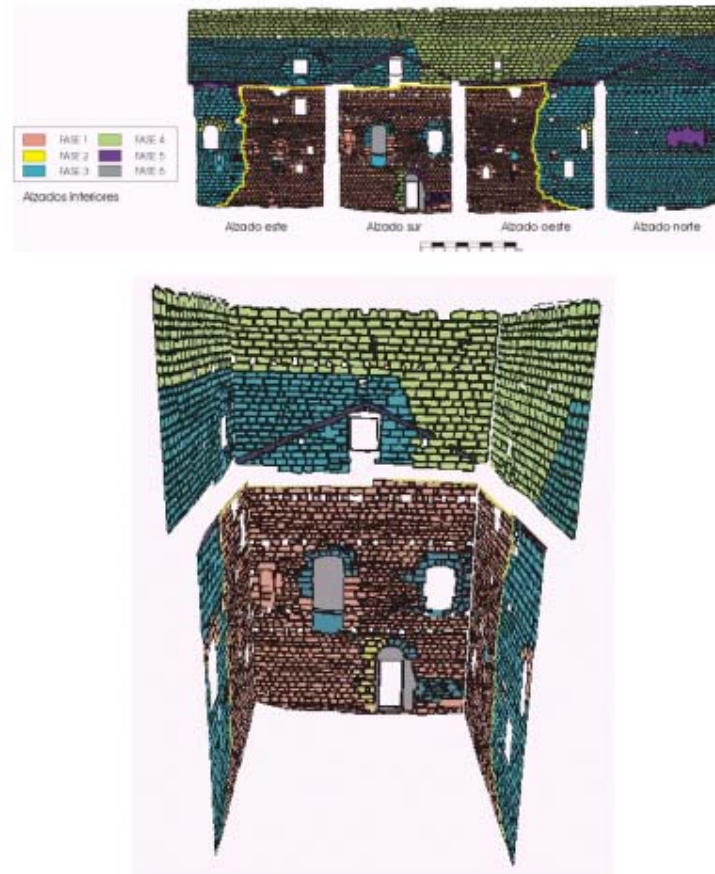 FASE 1 FASE 4
FASE 2 FASE 5
FASE 3 FASE 6
Alzados interiores
Alzado este Alzado sur Alzado oeste Alzado norte